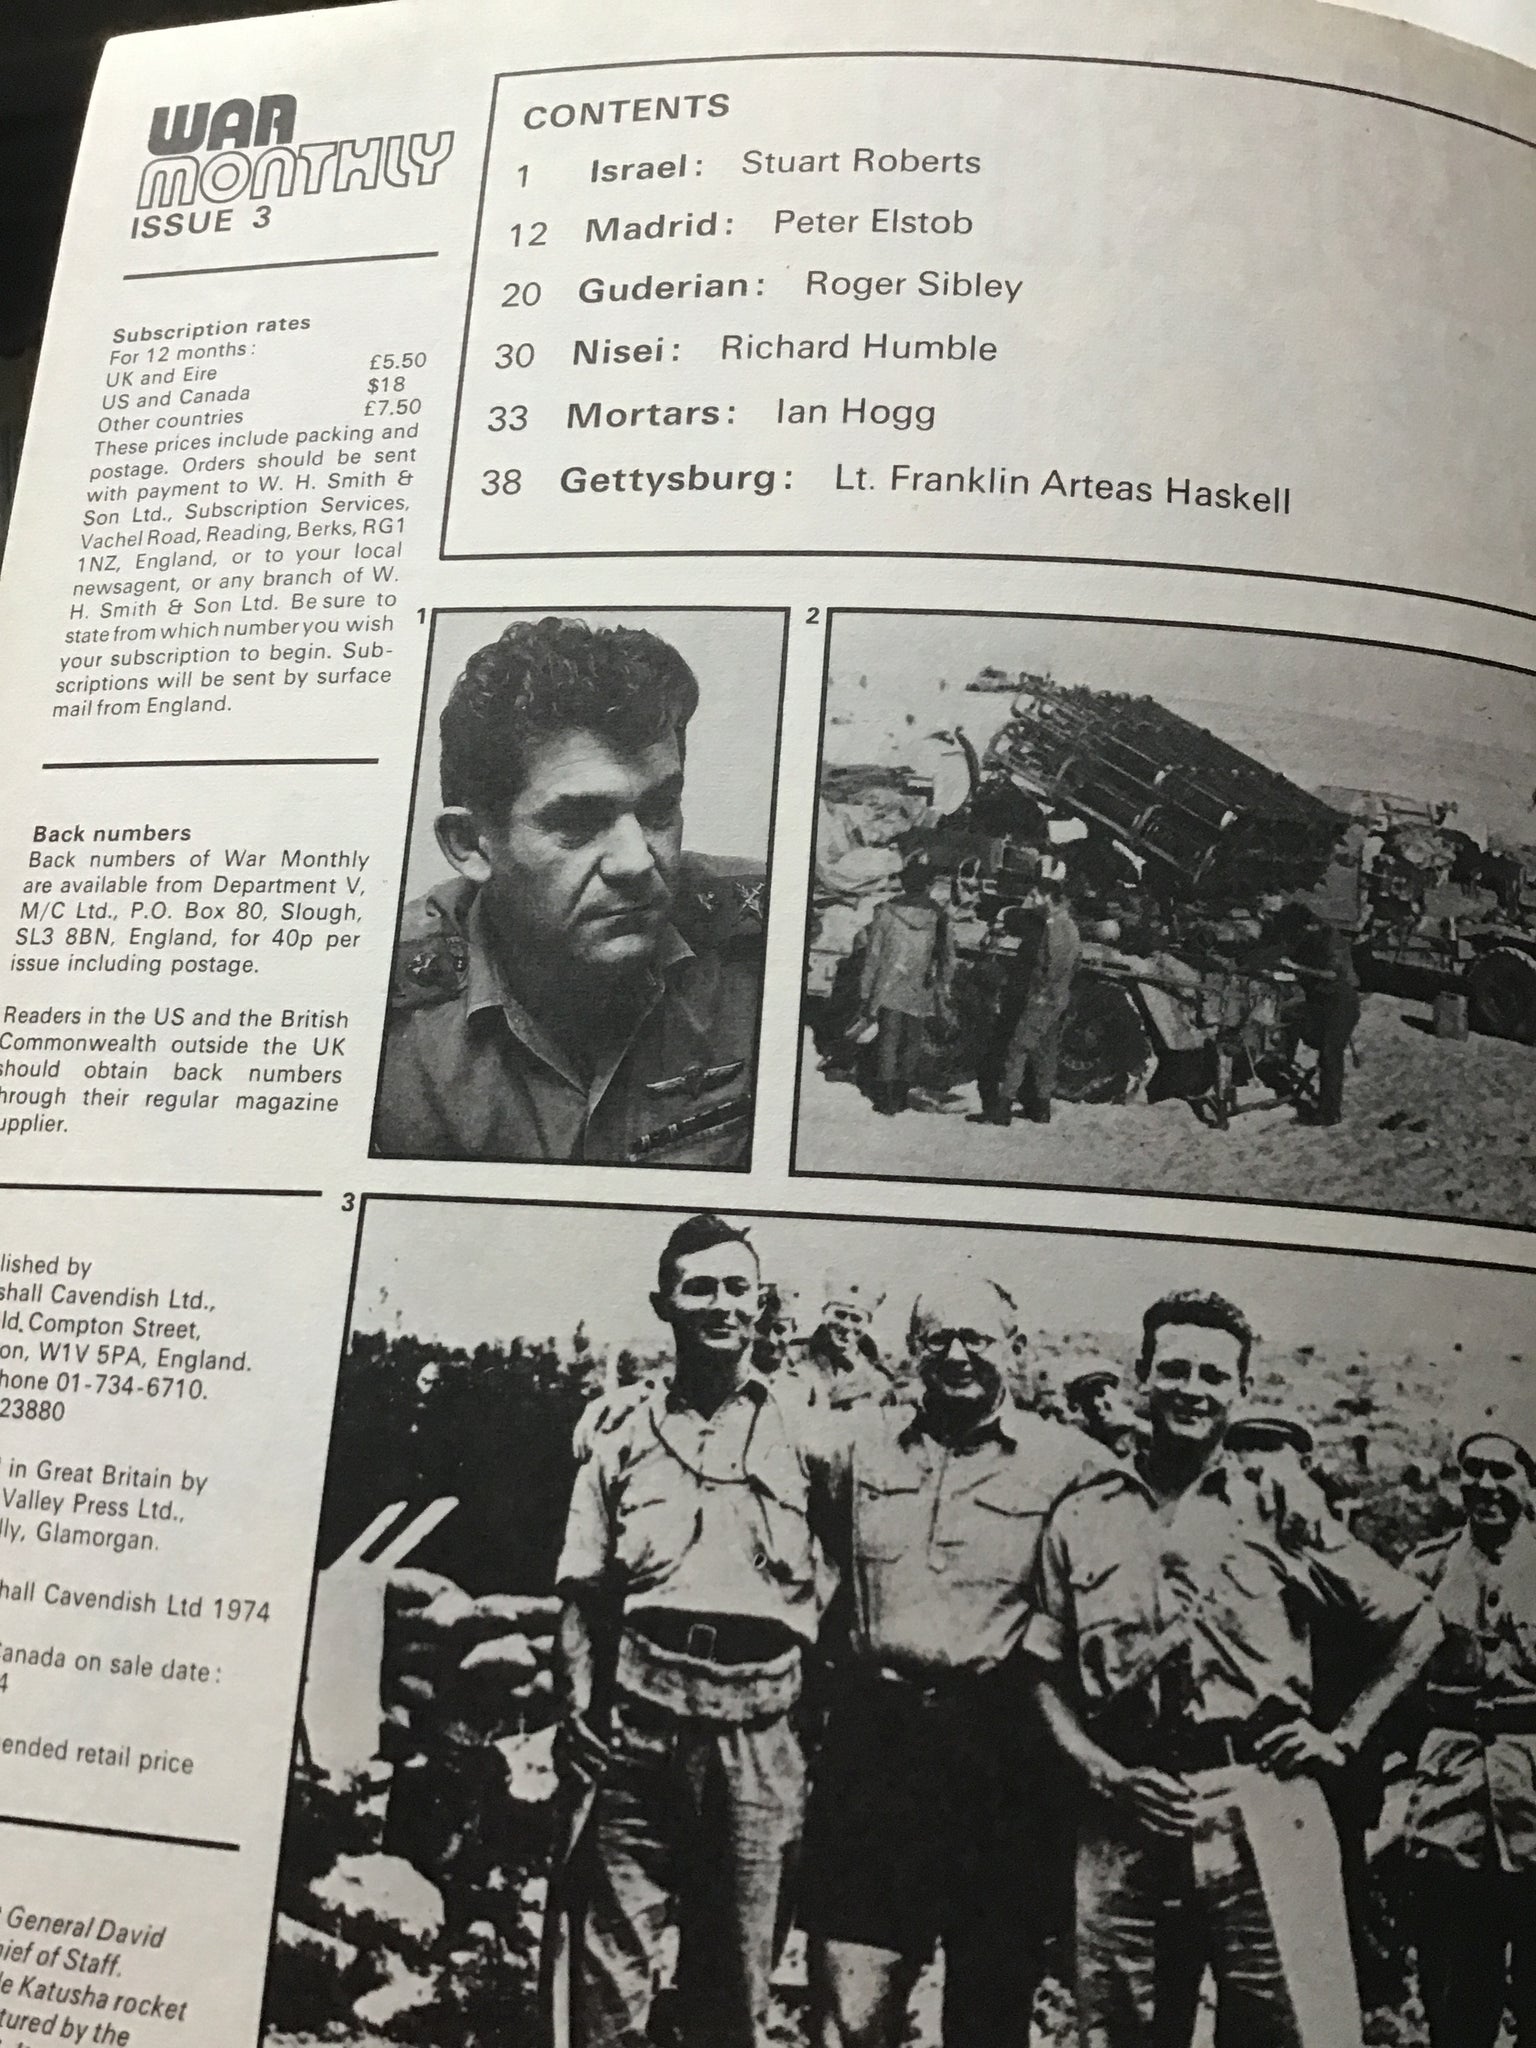 WAR
MONTHLY
ISSUE 3
Subscription rates
For 12 months:
UK and Eire £5.50
US and Canada $18
Other countries £7.50
These prices include packing and
postage. Orders should be sent
with payment to W. H. Smith &
Son Ltd., Subscription Services,
Vachel Road, Reading, Berks, RG1
1NZ, England, or to your local
newsagent, or any branch of W.
H. Smith & Son Ltd. Be sure to
state from which number you wish
your subscription to begin. Sub-
scriptions will be sent by surface
mail from England.
Back numbers
Back numbers of War Monthly
are available from Department V,
M/C Ltd., P.O. Box 80, Slough,
SL3 8BN, England, for 40p per
issue including postage.
Readers in the US and the British
Commonwealth outside the UK
should obtain back numbers
through their regular magazine
upplier.
lished by
shall Cavendish Ltd.,
ld. Compton Street,
on, W1V 5PA, England.
hone 01-734-6710.
23880
in Great Britain by
Valley Press Ltd.,
lly, Glamorgan.
hall Cavendish Ltd 1974
anada on sale date:
4
ended retail price
General David
hief of Staff.
le Katusha rocket
tured by the
CONTENTS
1 Israel: Stuart Roberts
12 Madrid: Peter Elstob
20 Guderian: Roger Sibley
30 Nisei: Richard Humble
33 Mortars: Ian Hogg
38 Gettysburg: Lt. Franklin Arteas Haskell
1
2
3